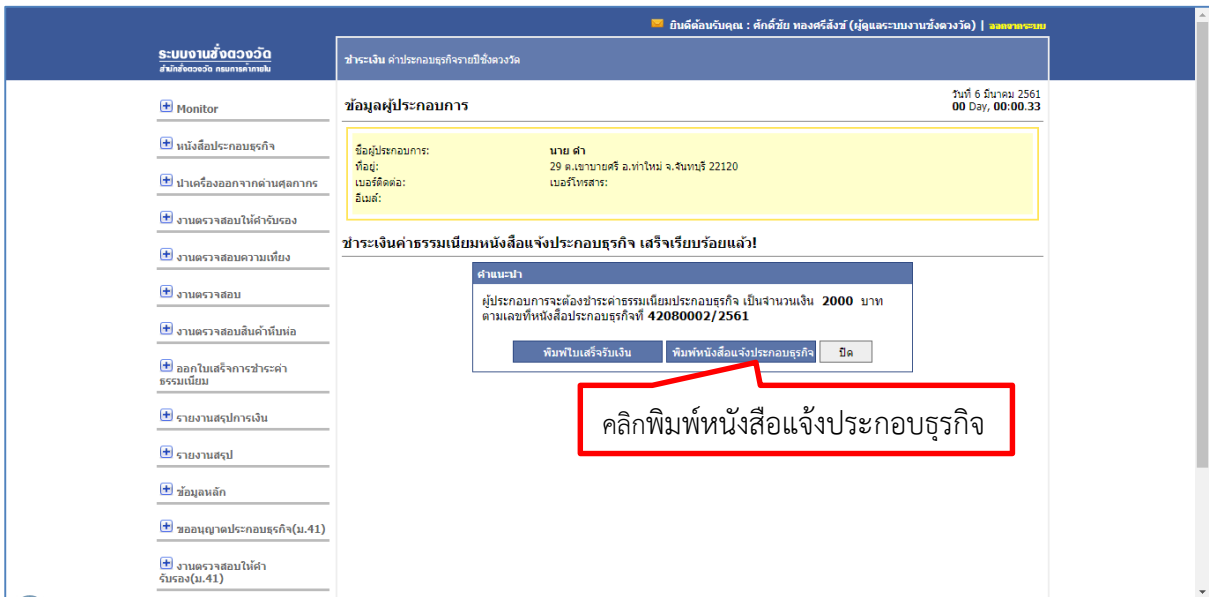 ยินดีต้อนรับคุณ : ศักดิ์ชัย ทองศรีสังข์ (ผู้ดูแลระบบงานชั่งตวงวัด) | ออกจากระบบ
ระบบงานชั่งตวงวัด
สำนักชั่งตวงวัด กรมการค้าภายใน
ชำระเงิน ค่าประกอบธุรกิจรายปีชั่งตวงวัด
วันที่ 6 มีนาคม 2561
00 Day, 00:00.33
Monitor
หนังสือประกอบธุรกิจ
นำเครื่องออกจากด่านศุลกากร
งานตรวจสอบให้คำรับรอง
งานตรวจสอบความเที่ยง
งานตรวจสอบ
งานตรวจสอบสินค้าหีบห่อ
ออกใบเสร็จการชำระค่า
ธรรมเนียม
รายงานสรุปการเงิน
รายงานสรุป
ข้อมูลหลัก
ขออนุญาตประกอบธุรกิจ(ม.41)
งานตรวจสอบให้คำ
รับรอง(ม.41)
ข้อมูลผู้ประกอบการ
ชื่อผู้ประกอบการ: นาย ดำ
ที่อยู่: 29 ต.เขาบายศรี อ.ท่าใหม่ จ.จันทบุรี 22120
เบอร์ติดต่อ: เบอร์โทรสาร:
อีเมล์:
ชำระเงินค่าธรรมเนียมหนังสือแจ้งประกอบธุรกิจ เสร็จเรียบร้อยแล้ว!
คำแนะนำ
ผู้ประกอบการจะต้องชำระค่าธรรมเนียมประกอบธุรกิจ เป็นจำนวนเงิน 2000 บาท
ตามเลขที่หนังสือประกอบธุรกิจที่ 42080002/2561
พิมพ์ใบเสร็จรับเงิน พิมพ์หนังสือแจ้งประกอบธุรกิจ ปิด
คลิกพิมพ์หนังสือแจ้งประกอบธุรกิจ